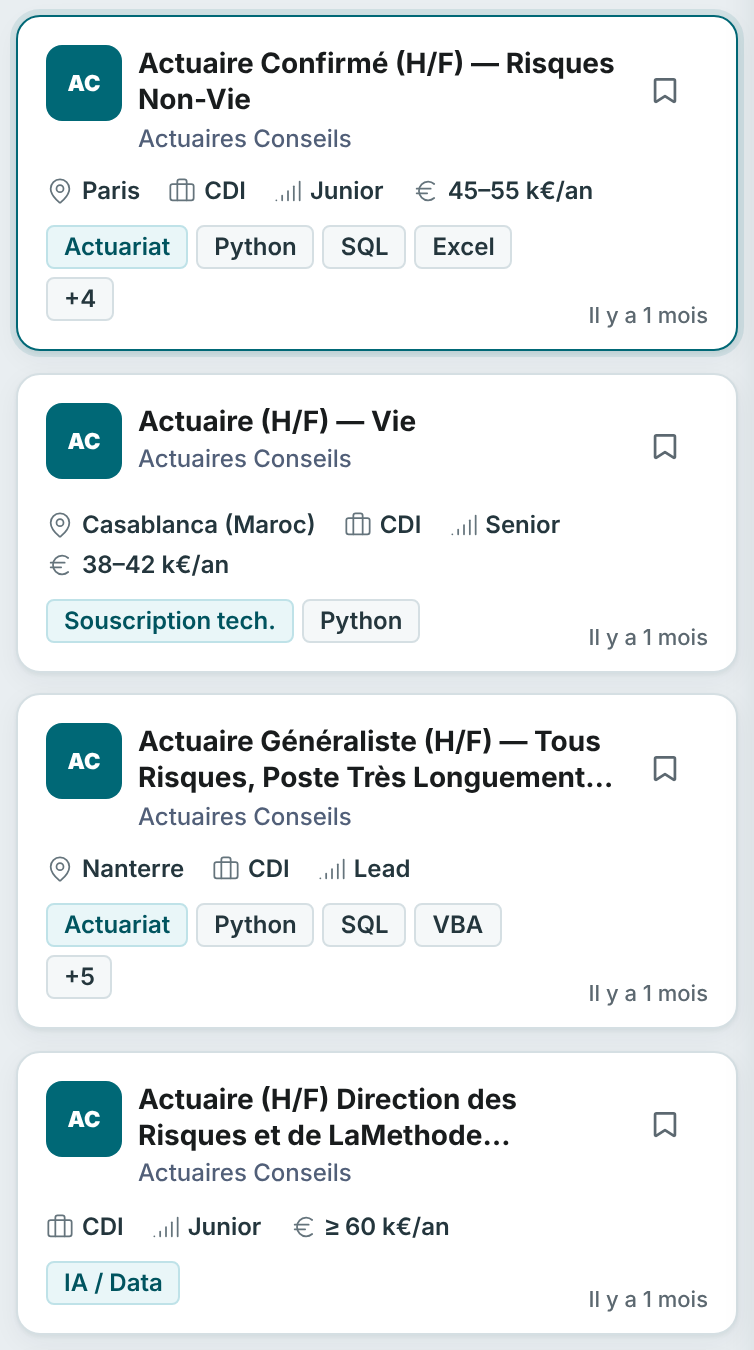 AC
Actuaire Confirmé (H/F) — Risques
Non-Vie
Actuaires Conseils
Paris CDI Junior 45–55 k€/an
Actuariat Python SQL Excel
+4
Il y a 1 mois
AC
Actuaire (H/F) — Vie
Actuaires Conseils
Casablanca (Maroc) CDI Senior
38–42 k€/an
Souscription tech. Python
Il y a 1 mois
AC
Actuaire Généraliste (H/F) — Tous
Risques, Poste Très Longuement…
Actuaires Conseils
Nanterre CDI Lead
Actuariat Python SQL VBA
+5
Il y a 1 mois
AC
Actuaire (H/F) Direction des
Risques et de LaMethode…
Actuaires Conseils
CDI Junior ≥ 60 k€/an
IA / Data
Il y a 1 mois